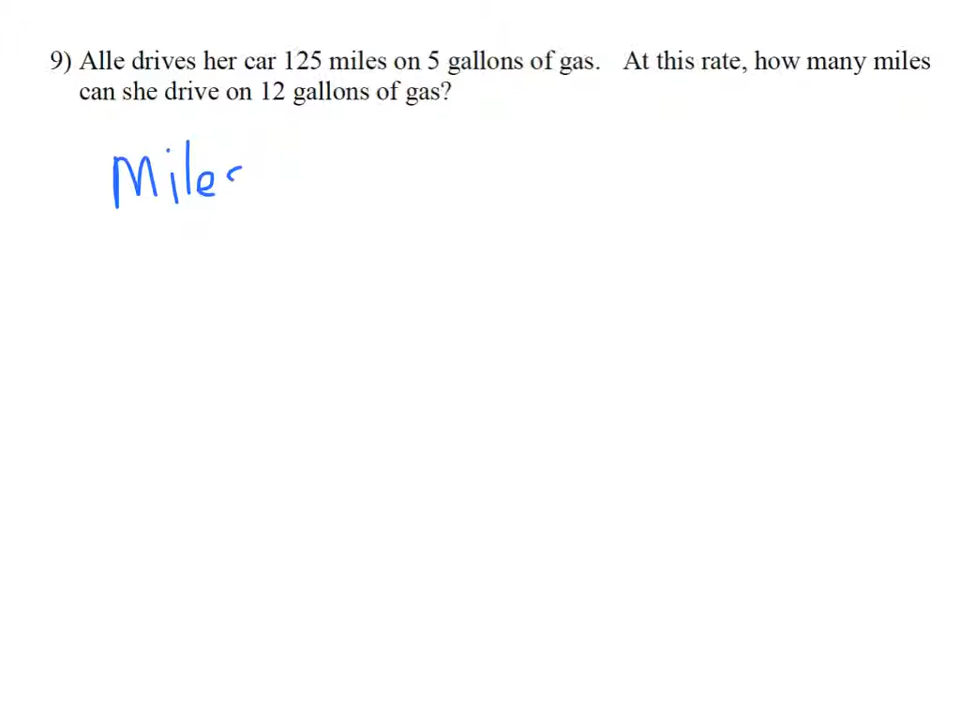 9) Alle drives her car 125 miles on 5 gallons of gas. At this rate, how many miles
can she drive on 12 gallons of gas?